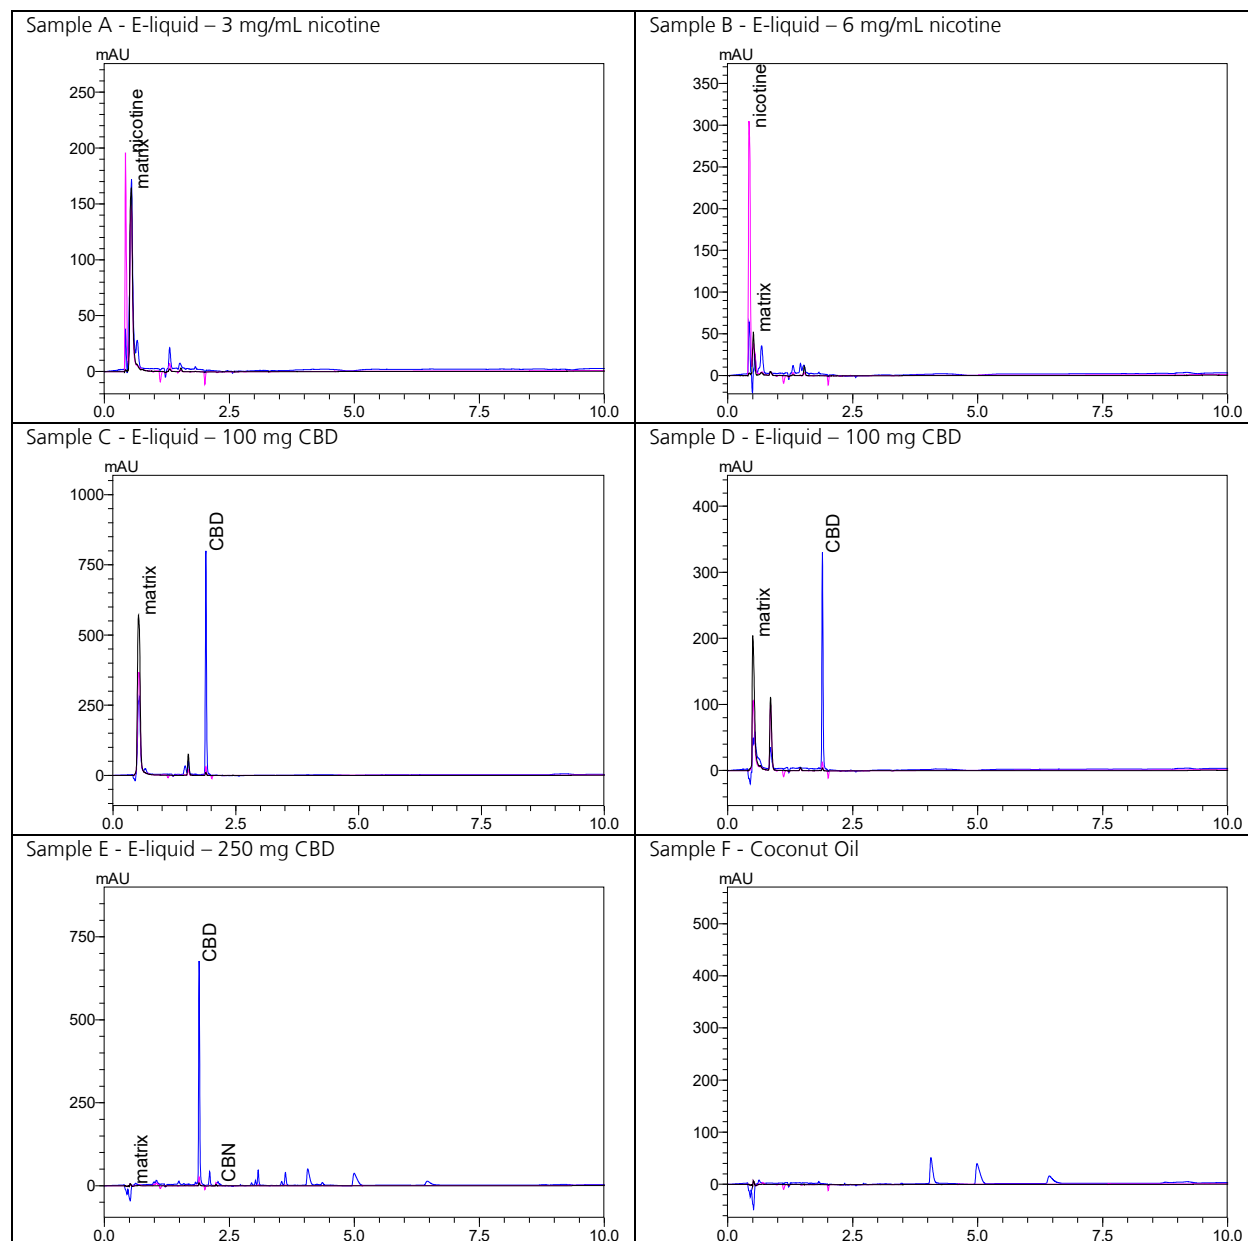 Sample A - E-liquid – 3 mg/mL nicotine
mAU
250
200
150
100
50
0
nicotine
matrix
0.0 2.5 5.0 7.5 10.0
Sample B - E-liquid – 6 mg/mL nicotine
mAU
350
300
250
200
150
100
50
0
nicotine
matrix
0.0 2.5 5.0 7.5 10.0
Sample C - E-liquid – 100 mg CBD
mAU
1000
750
500
250
0
matrix
CBD
0.0 2.5 5.0 7.5 10.0
Sample D - E-liquid – 100 mg CBD
mAU
400
300
200
100
0
matrix
CBD
0.0 2.5 5.0 7.5 10.0
Sample E - E-liquid – 250 mg CBD
mAU
750
500
250
0
matrix
CBD
CBN
0.0 2.5 5.0 7.5 10.0
Sample F - Coconut Oil
mAU
500
400
300
200
100
0
0.0 2.5 5.0 7.5 10.0